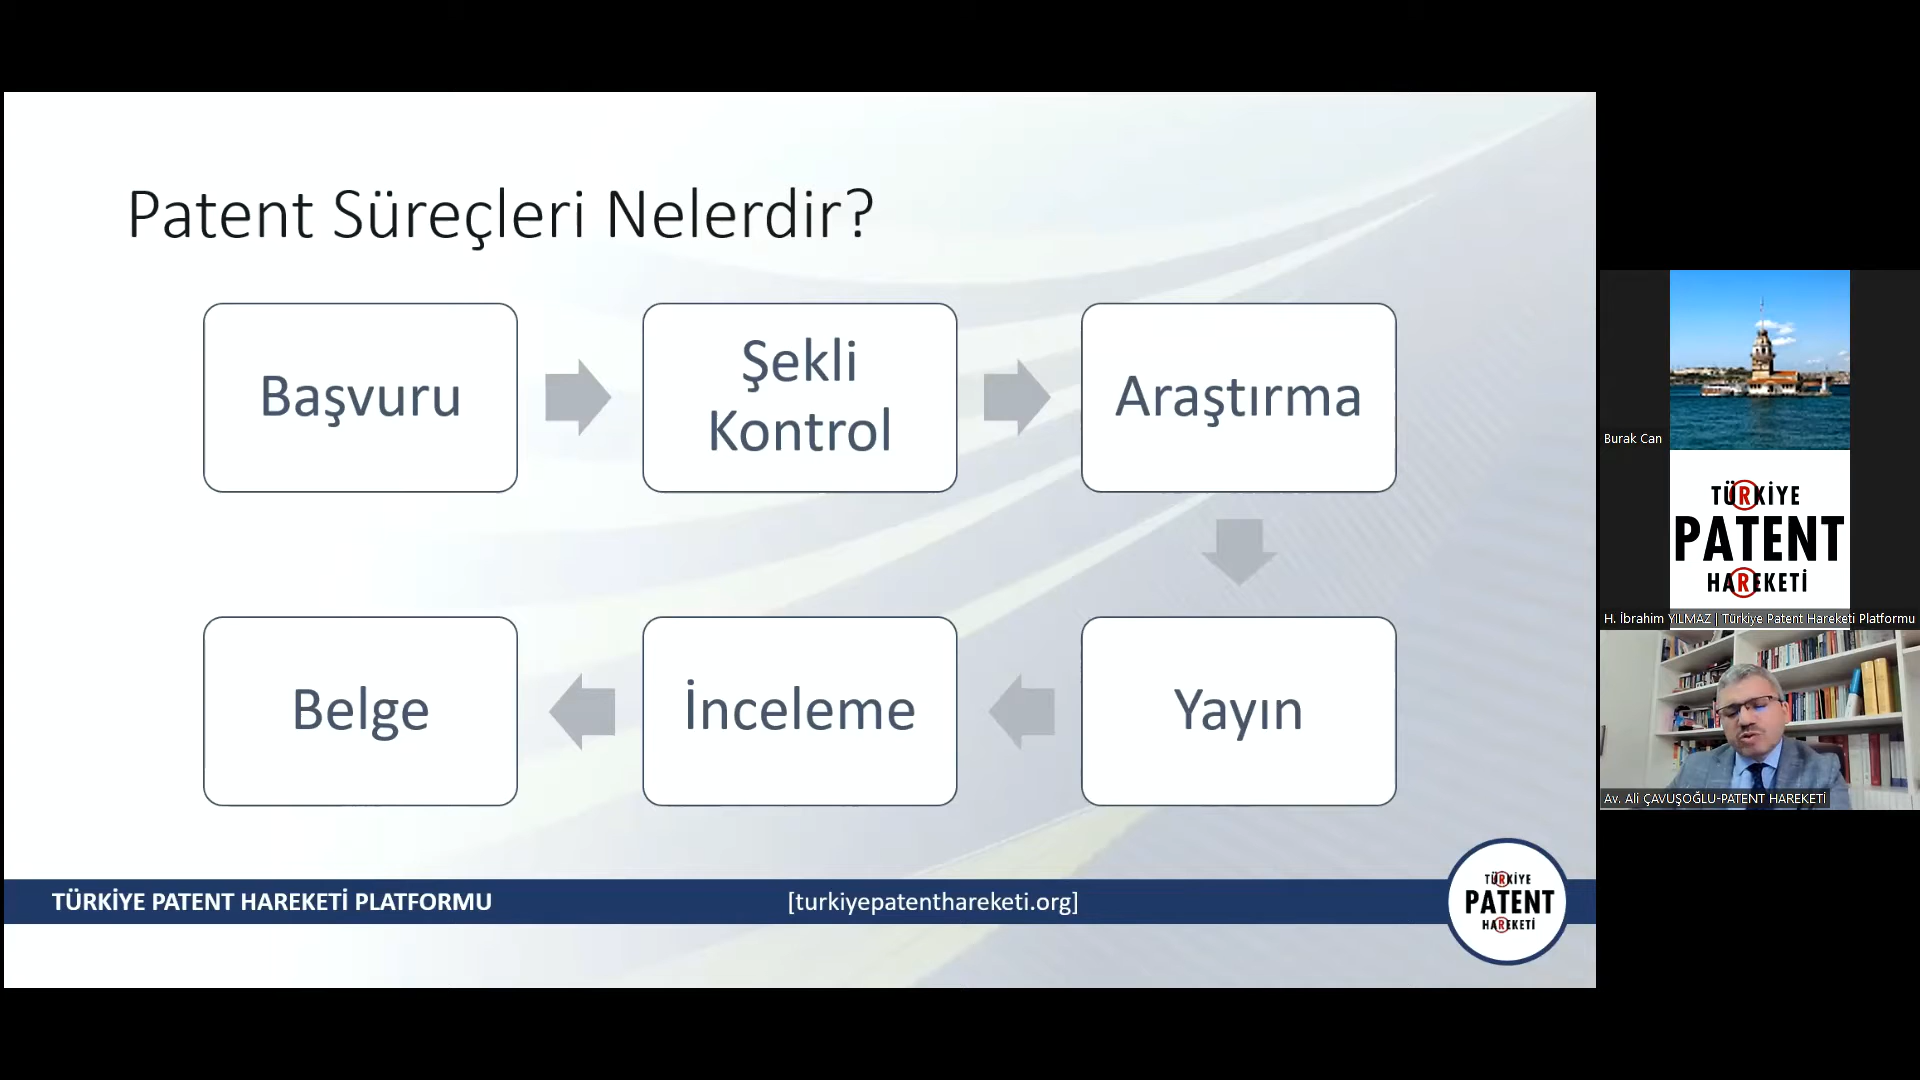 Patent Süreçleri Nelerdir?
Başvuru
Şekli
Kontrol
Araştırma
Yayın
İnceleme
Belge
TÜRKİYE PATENT HAREKETİ PLATFORMU
[turkiyepatenthareketi.org]
TÜRKİYE
PATENT
HAREKETİ
Burak Can
TÜRKİYE
PATENT
HAREKETİ
H. İbrahim YILMAZ | Türkiye Patent Hareketi Platformu
Av. Ali ÇAVUŞOĞLU-PATENT HAREKETİ